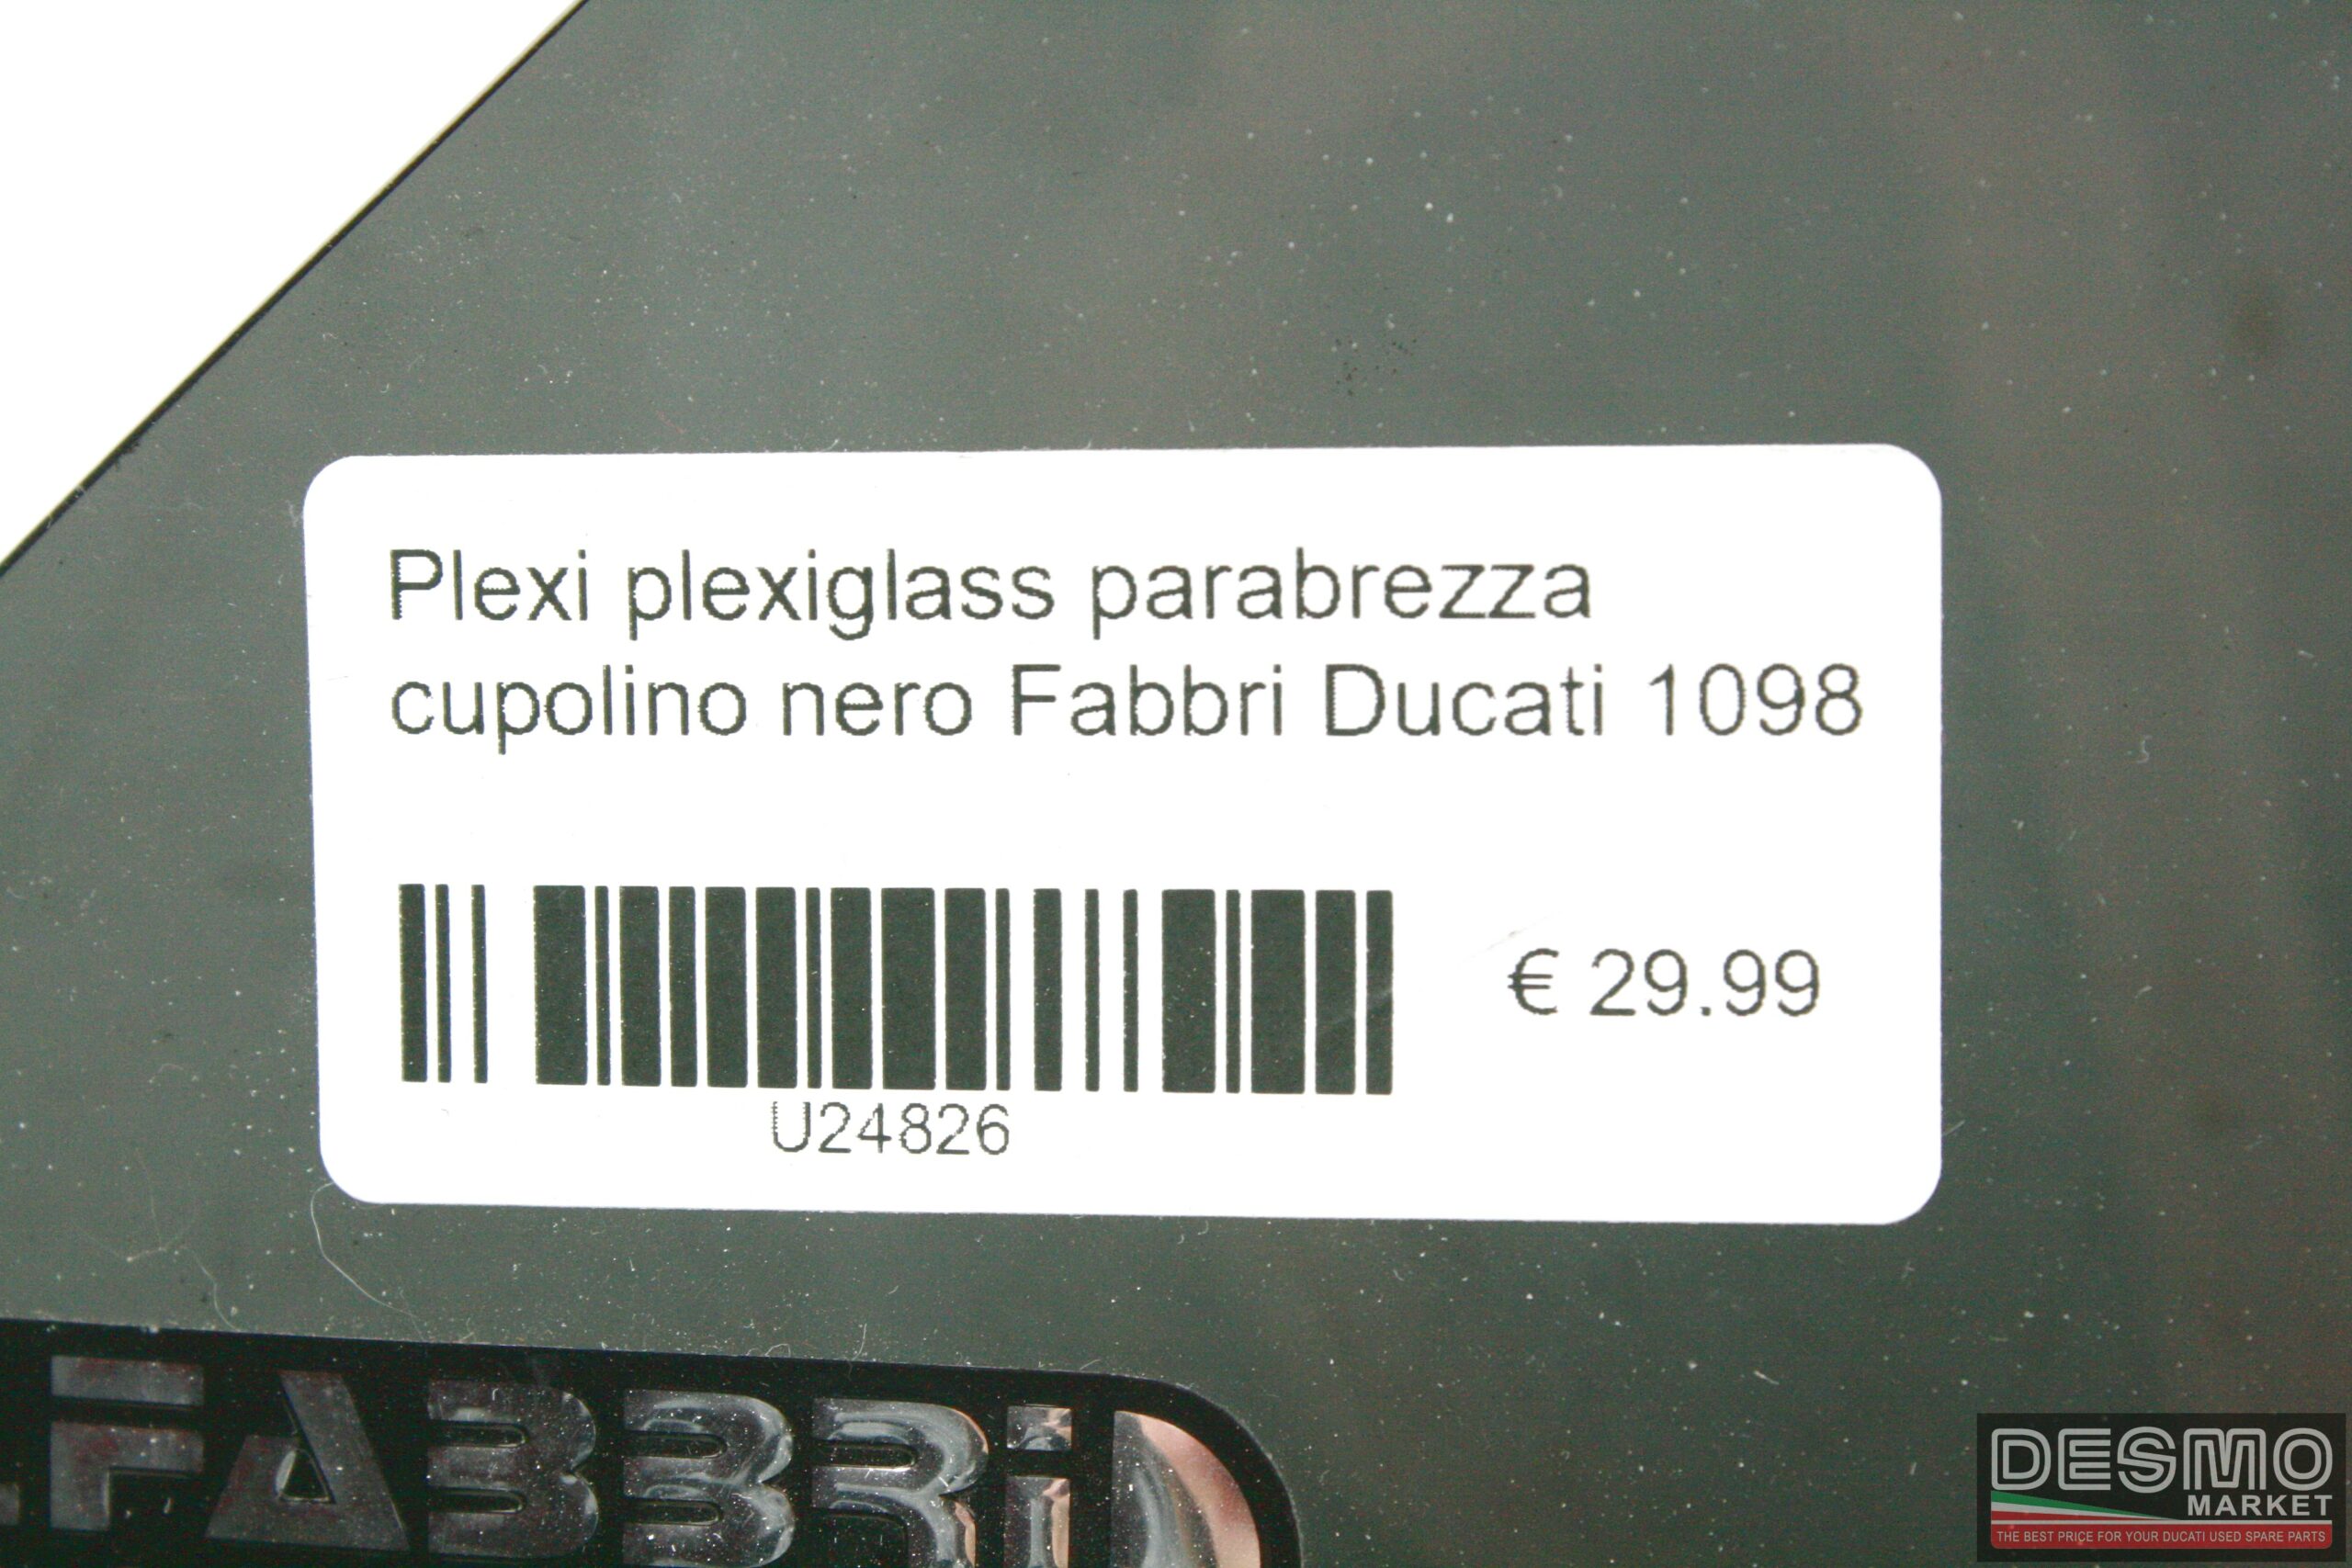 Plexi plexiglass parabrezza
cupolino nero Fabbri Ducati 1098
€ 29.99
U24826
FABBRi
DESMO
MARKET
THE BEST PRICE FOR YOUR DUCATI USED SPARE PARTS